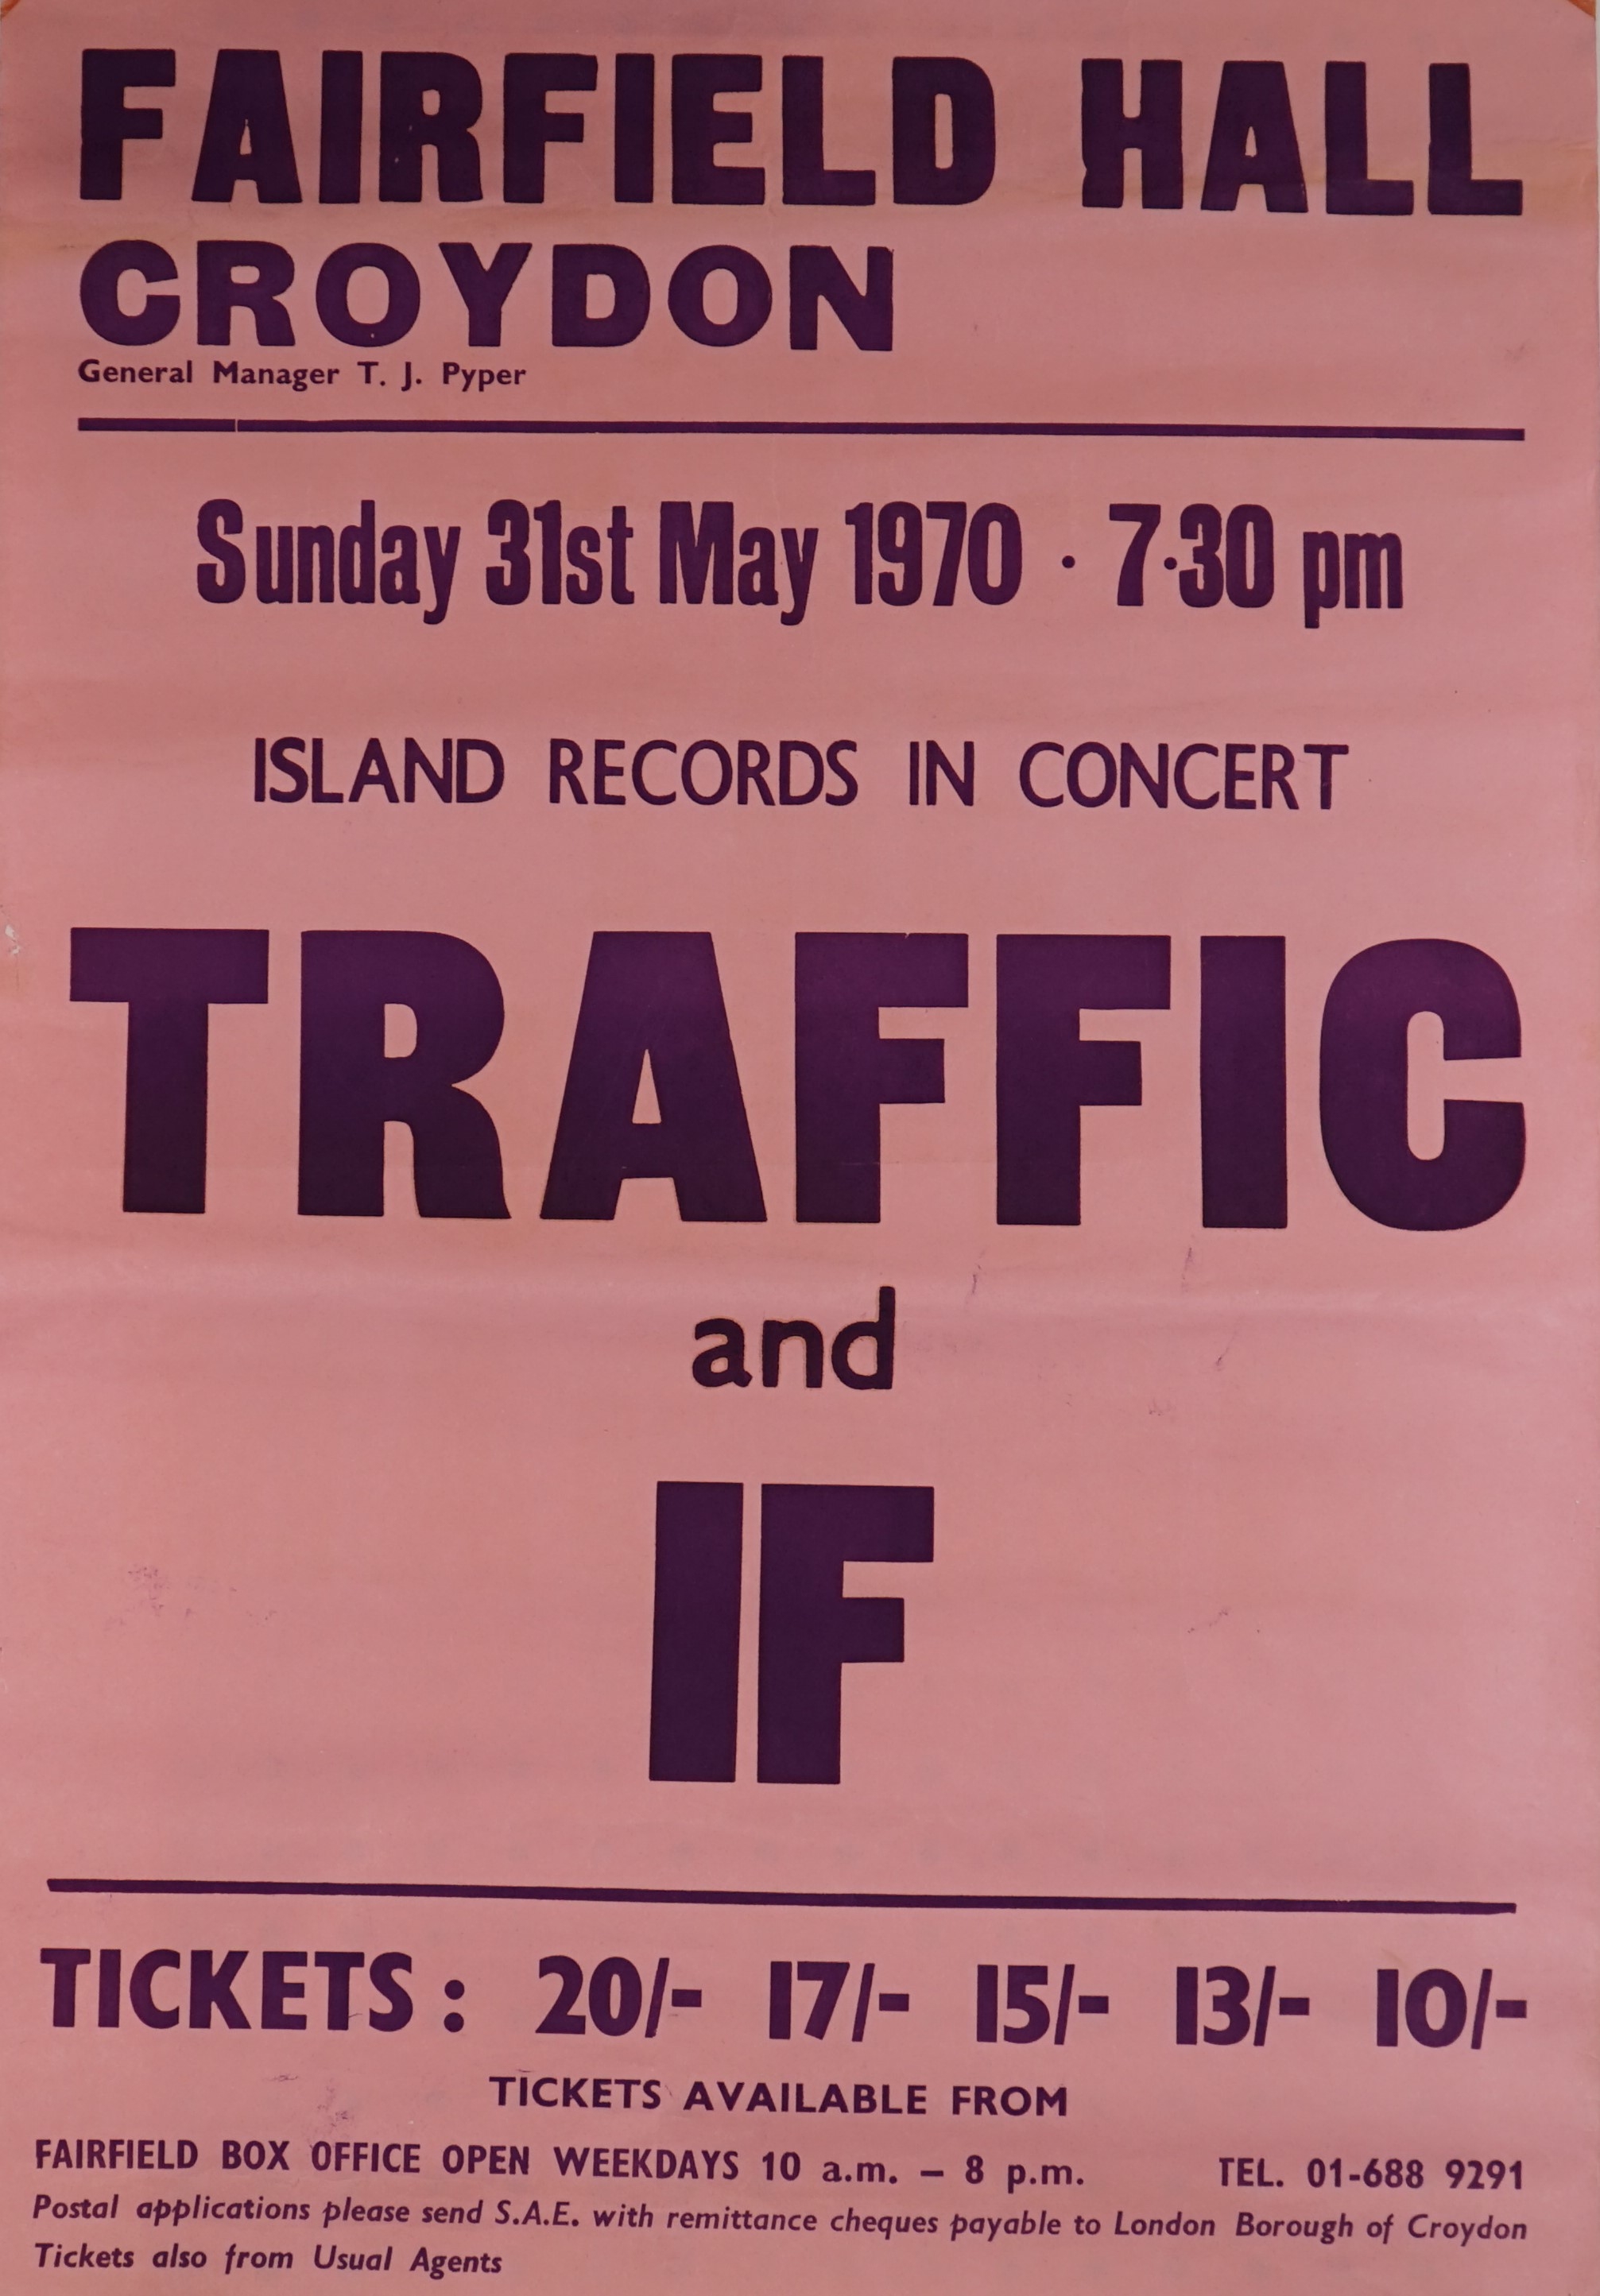 FAIRFIELD HALL
CROYDON
General Manager T. J. Pyper
Sunday 31st May 1970 · 7·30 pm
ISLAND RECORDS IN CONCERT
TRAFFIC
and
IF
TICKETS : 20/- 17/- 15/- 13/- 10/-
TICKETS AVAILABLE FROM
FAIRFIELD BOX OFFICE OPEN WEEKDAYS 10 a.m. – 8 p.m. TEL. 01-688 9291
Postal applications please send S.A.E. with remittance cheques payable to London Borough of Croydon
Tickets also from Usual Agents